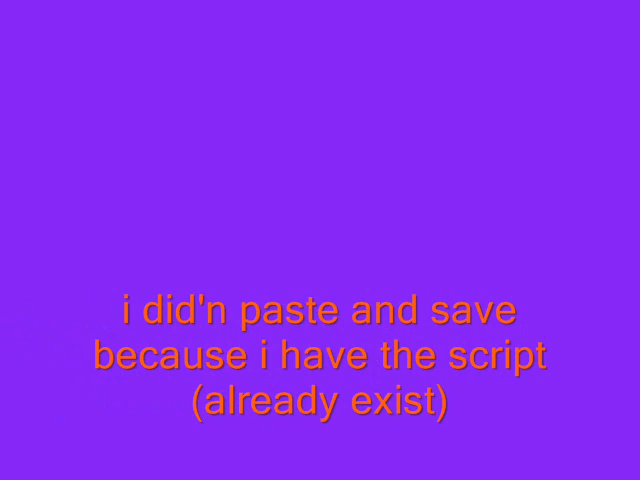 i did'n paste and save
because i have the script
(already exist)